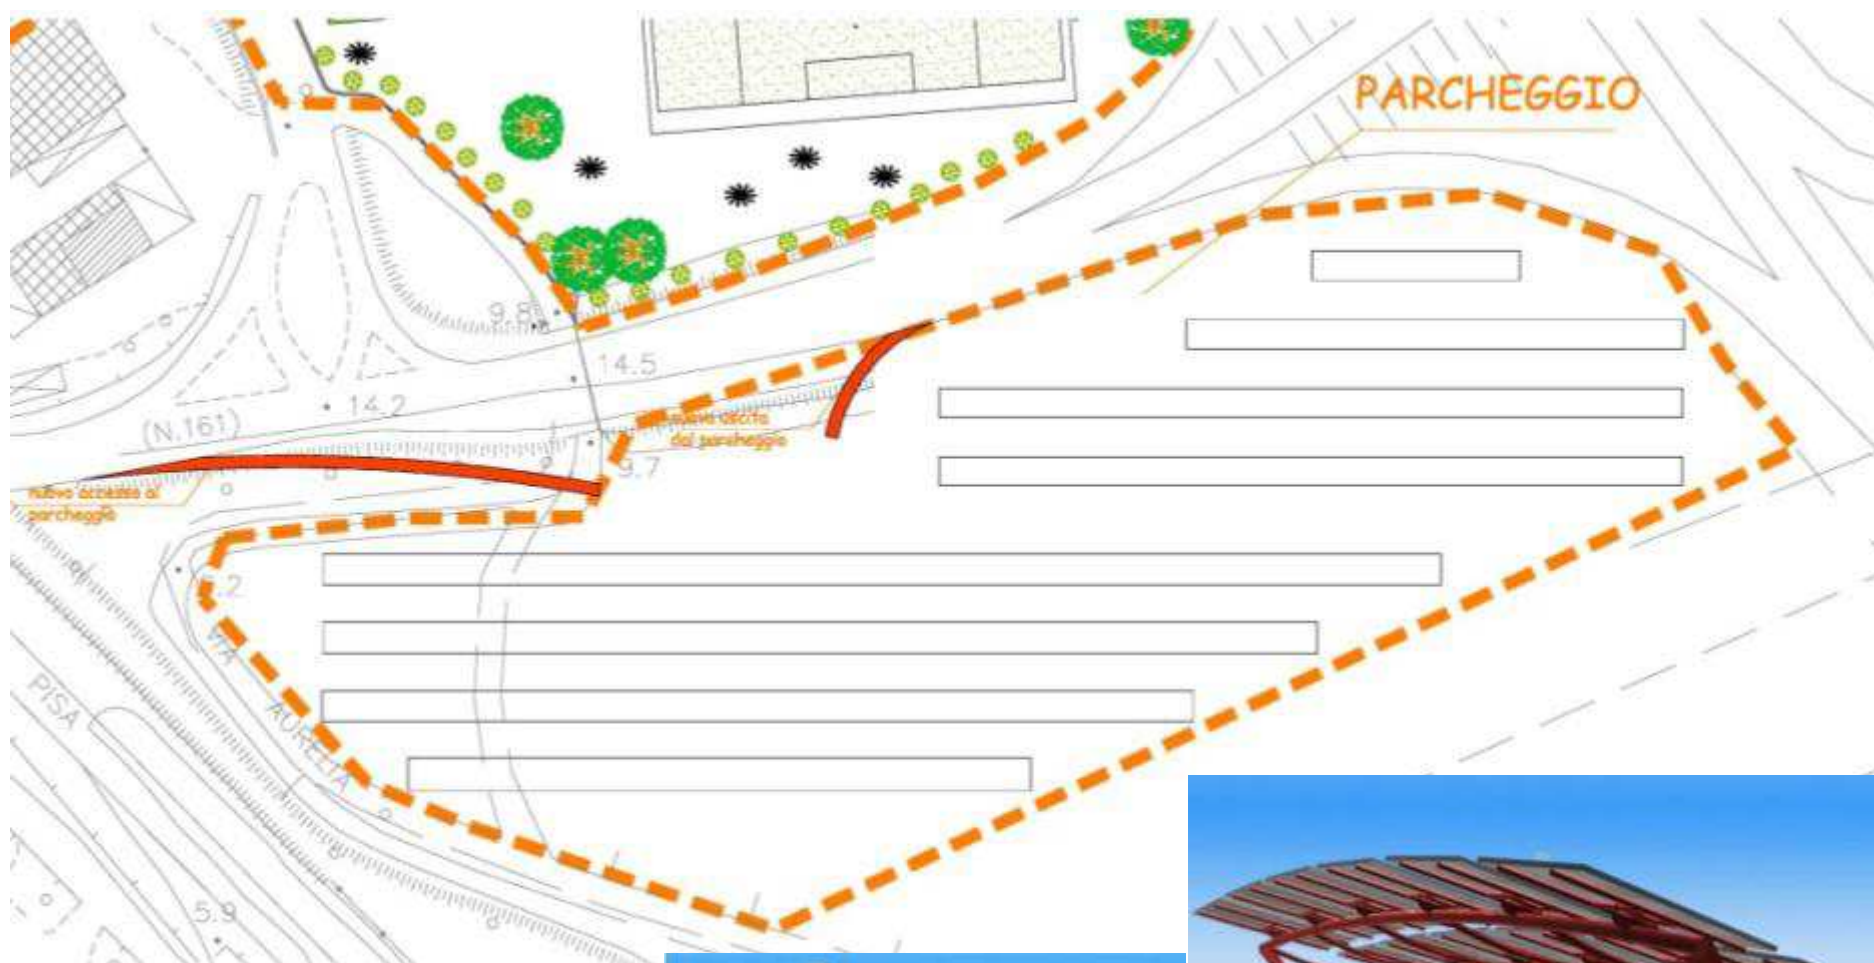 PARCHEGGIO
9.8
14.5
14.2
(N.161)
nuova uscita
dal parcheggio
9.7
nuovo accesso al
parcheggio
VIA
AURELIA
PISA
5.9